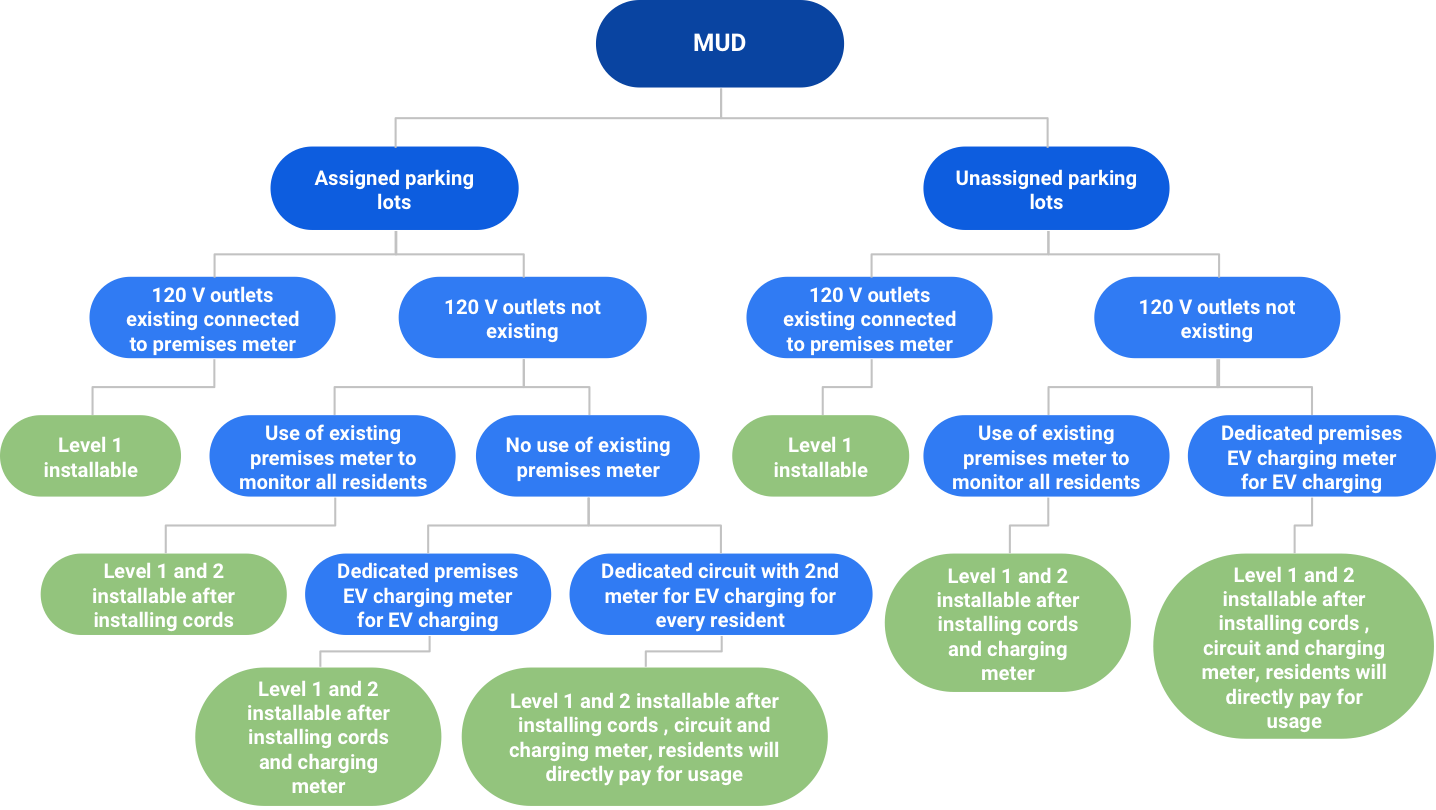 MUD
Assigned parking
lots
Unassigned parking
lots
120 V outlets
existing connected
to premises meter
120 V outlets not
existing
120 V outlets
existing connected
to premises meter
120 V outlets not
existing
Level 1
installable
Use of existing
premises meter to
monitor all residents
No use of existing
premises meter
Level 1
installable
Use of existing
premises meter to
monitor all residents
Dedicated premises
EV charging meter
for EV charging
Level 1 and 2
installable after
installing cords
Dedicated premises
EV charging meter
for EV charging
Dedicated circuit with 2nd
meter for EV charging for
every resident
Level 1 and 2
installable after
installing cords
and charging
meter
Level 1 and 2
installable after
installing cords ,
circuit and charging
meter, residents will
directly pay for
usage
Level 1 and 2
installable after
installing cords
and charging
meter
Level 1 and 2 installable after
installing cords , circuit and
charging meter, residents will
directly pay for usage